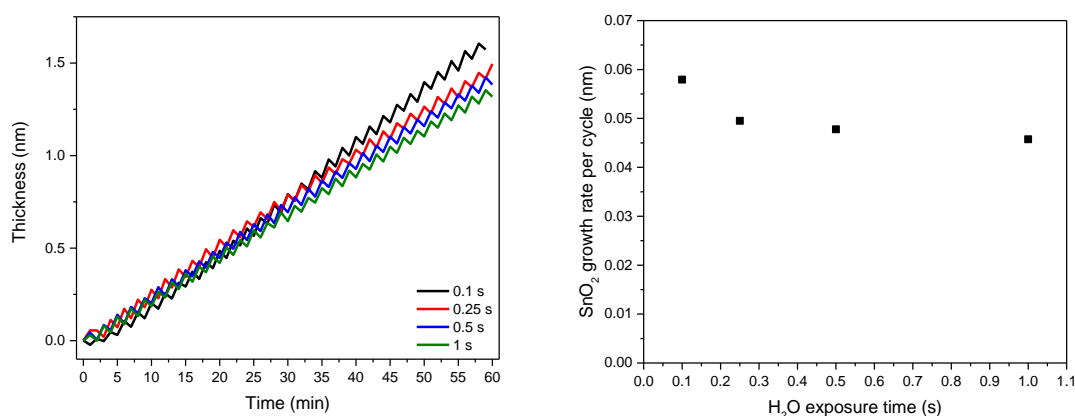 Thickness (nm)
1.5
1.0
0.5
0.0
0.1 s
0.25 s
0.5 s
1 s
0 5 10 15 20 25 30 35 40 45 50 55 60
Time (min)
SnO₂ growth rate per cycle (nm)
0.07
0.06
0.05
0.04
0.03
0.02
0.01
0.00
0.0 0.1 0.2 0.3 0.4 0.5 0.6 0.7 0.8 0.9 1.0 1.1
H₂O exposure time (s)